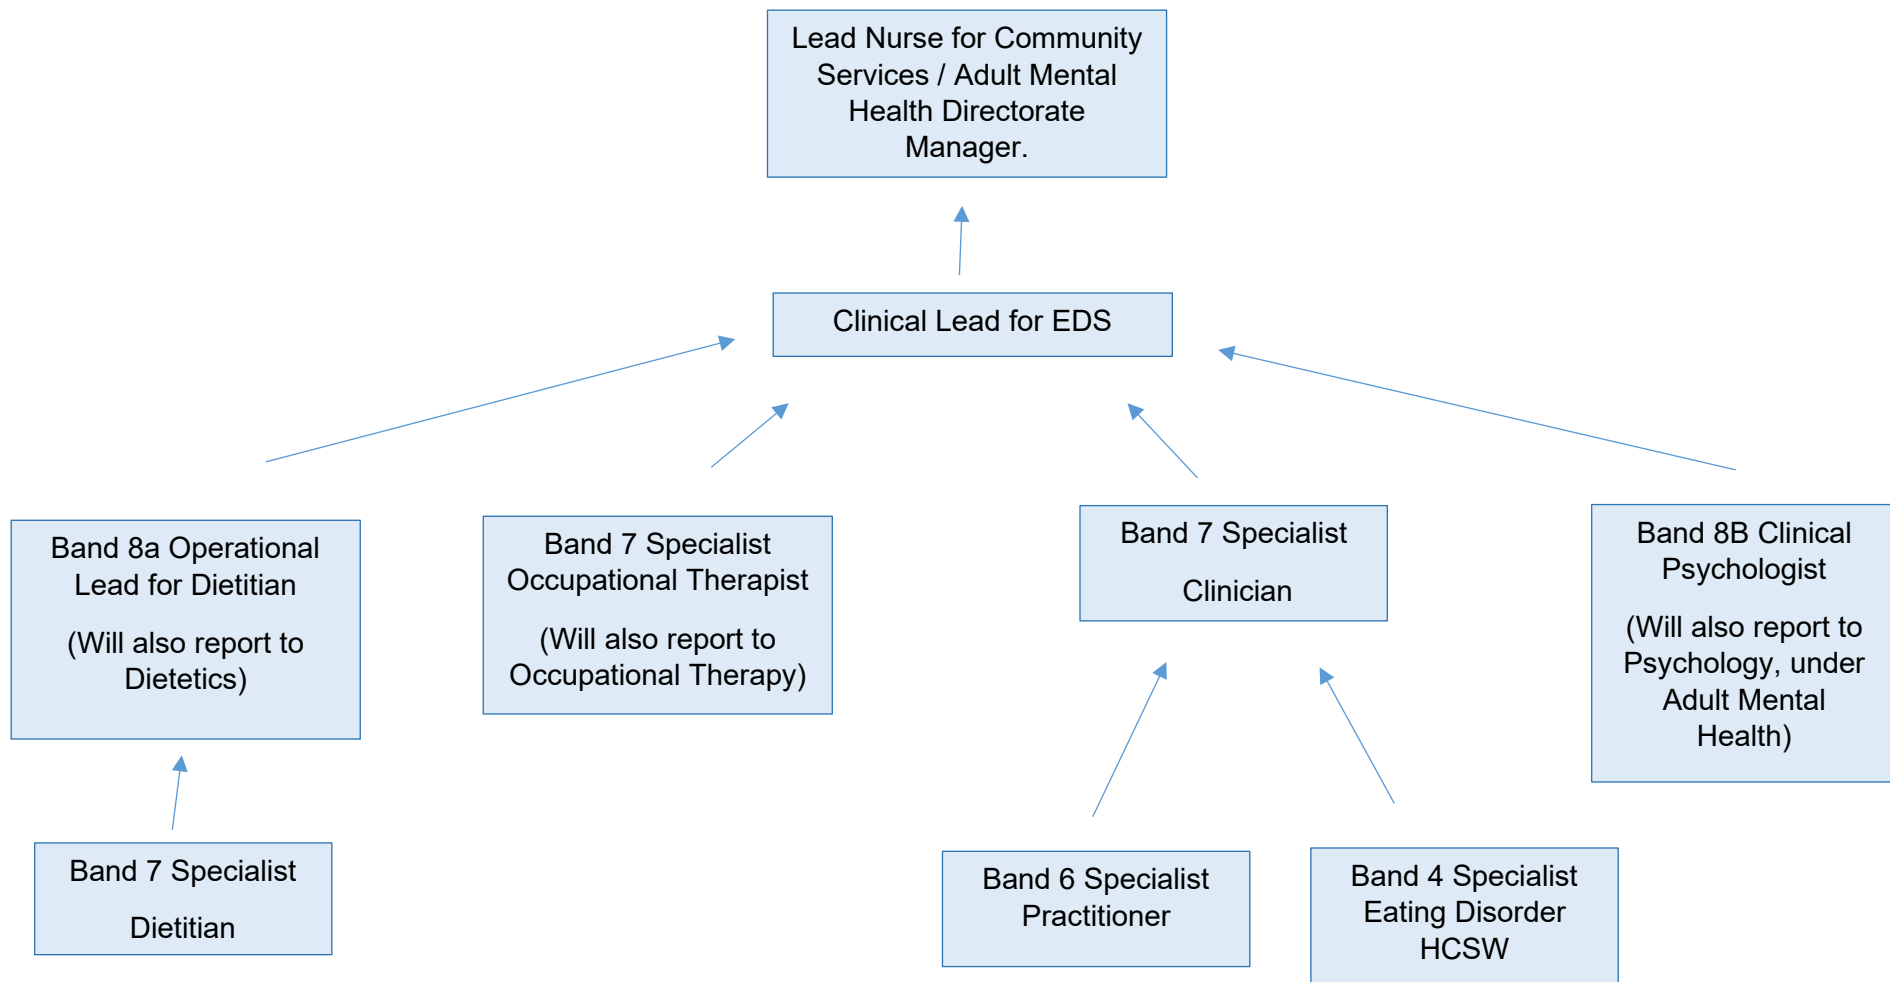 Lead Nurse for Community
Services / Adult Mental
Health Directorate
Manager.
Clinical Lead for EDS
Band 8a Operational
Lead for Dietitian
(Will also report to
Dietetics)
Band 7 Specialist
Occupational Therapist
(Will also report to
Occupational Therapy)
Band 7 Specialist
Clinician
Band 8B Clinical
Psychologist
(Will also report to
Psychology, under
Adult Mental
Health)
Band 7 Specialist
Dietitian
Band 6 Specialist
Practitioner
Band 4 Specialist
Eating Disorder
HCSW